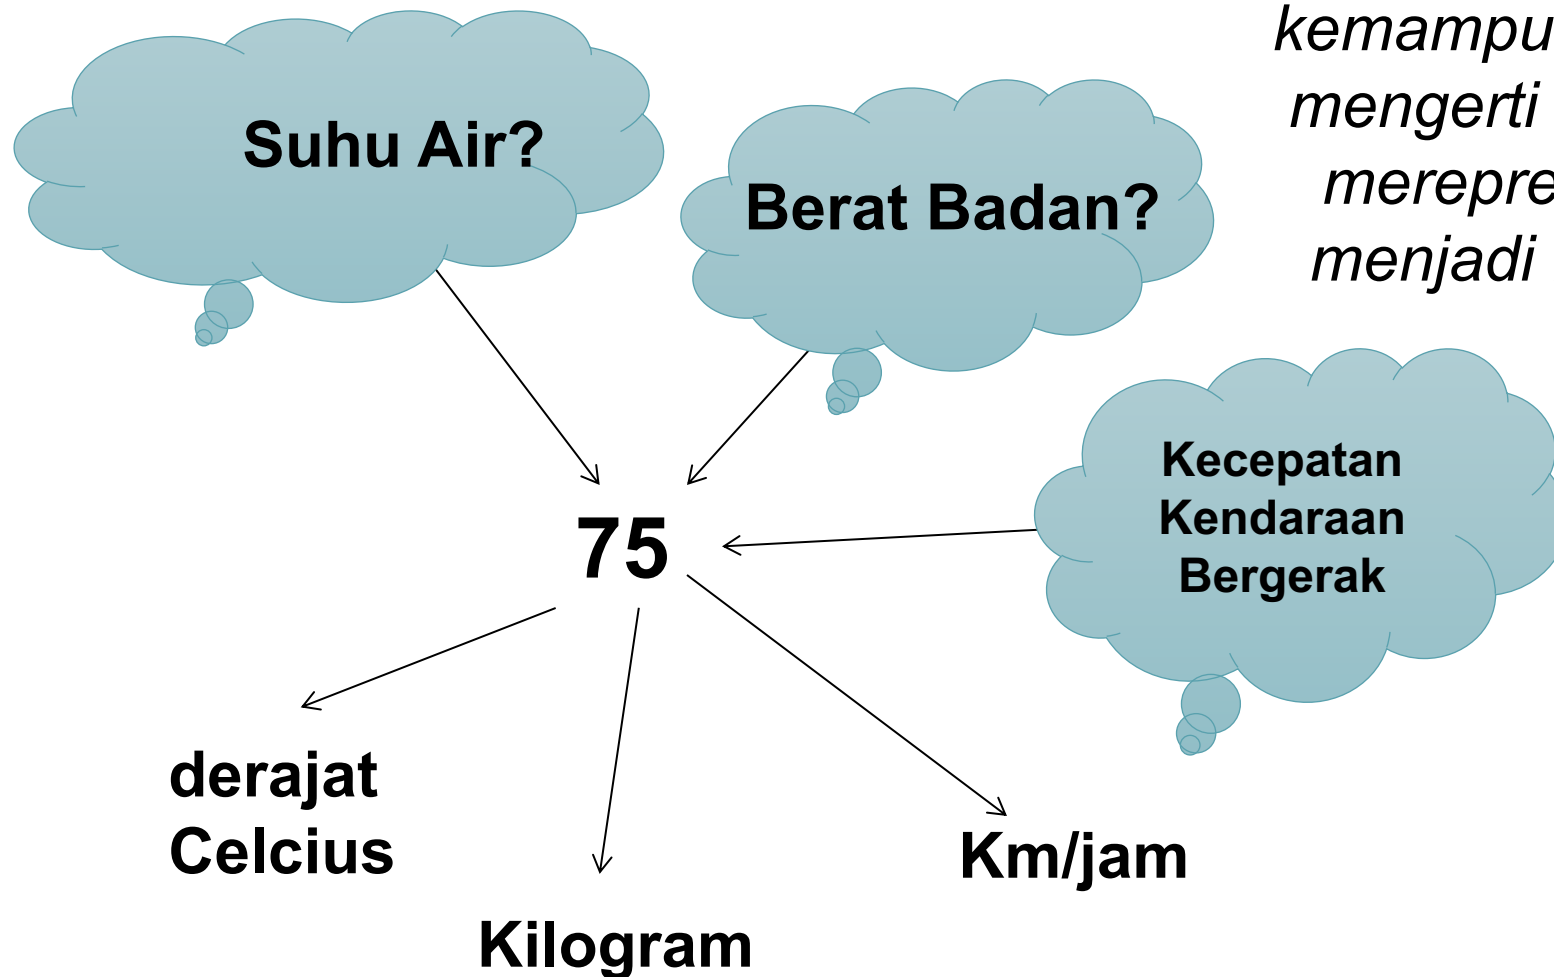 kemampu
mengerti
merepre
menjadi
Suhu Air?
Berat Badan?
Kecepatan
Kendaraan
Bergerak
75
derajat
Celcius
Km/jam
Kilogram